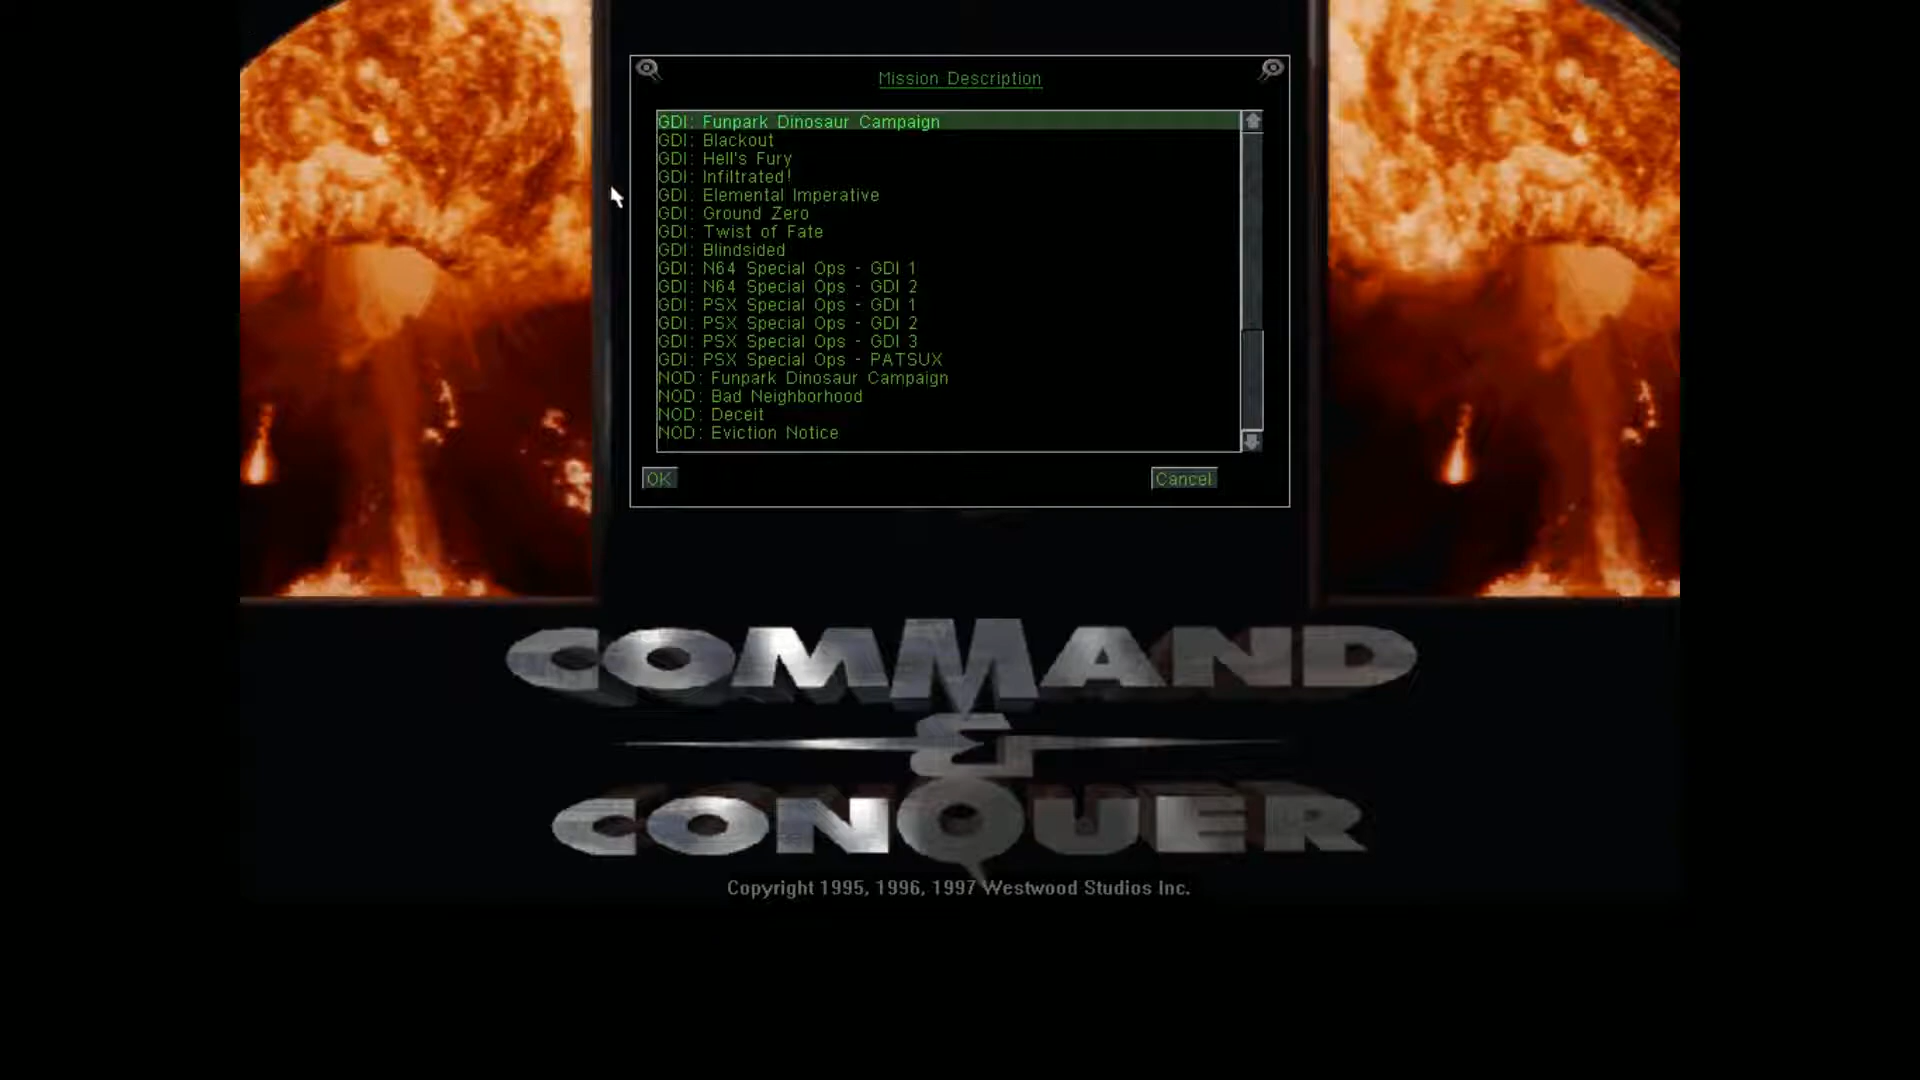 Mission Description
GDI: Funpark Dinosaur Campaign
GDI: Blackout
GDI: Hell's Fury
GDI: Infiltrated!
GDI: Elemental Imperative
GDI: Ground Zero
GDI: Twist of Fate
GDI: Blindsided
GDI: N64 Special Ops - GDI 1
GDI: N64 Special Ops - GDI 2
GDI: PSX Special Ops - GDI 1
GDI: PSX Special Ops - GDI 2
GDI: PSX Special Ops - GDI 3
GDI: PSX Special Ops - PATSUX
NOD: Funpark Dinosaur Campaign
NOD: Bad Neighborhood
NOD: Deceit
NOD: Eviction Notice
OK Cancel
COMMAND
&
CONQUER
Copyright 1995, 1996, 1997 Westwood Studios Inc.